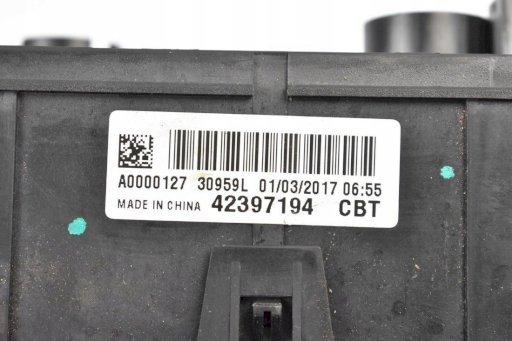 A0000127 30959L 01/03/2017 06:55
MADE IN CHINA 42397194 CBT